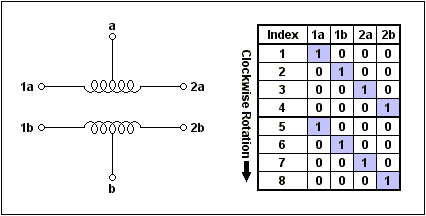 a
1a 2a
1b 2b
b
Clockwise Rotation
Index 1a 1b 2a 2b
1 1 0 0 0
2 0 1 0 0
3 0 0 1 0
4 0 0 0 1
5 1 0 0 0
6 0 1 0 0
7 0 0 1 0
8 0 0 0 1